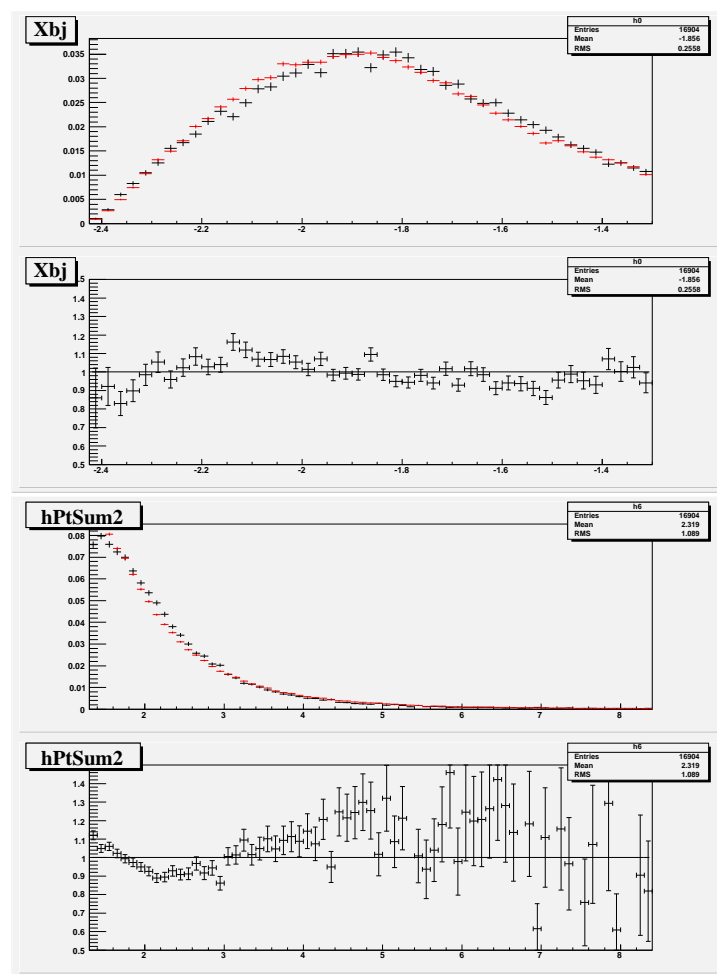 Xbj
h0
Entries 16904
Mean -1.856
RMS 0.2558
0.035
0.03
0.025
0.02
0.015
0.01
0.005
0
-2.4 -2.2 -2 -1.8 -1.6 -1.4
Xbj
h0
Entries 16904
Mean -1.856
RMS 0.2558
1.5
1.4
1.3
1.2
1.1
1
0.9
0.8
0.7
0.6
0.5
-2.4 -2.2 -2 -1.8 -1.6 -1.4
hPtSum2
h6
Entries 16904
Mean 2.319
RMS 1.089
0.08
0.07
0.06
0.05
0.04
0.03
0.02
0.01
0
2 3 4 5 6 7 8
hPtSum2
h6
Entries 16904
Mean 2.319
RMS 1.089
1.4
1.3
1.2
1.1
1
0.9
0.8
0.7
0.6
0.5
2 3 4 5 6 7 8